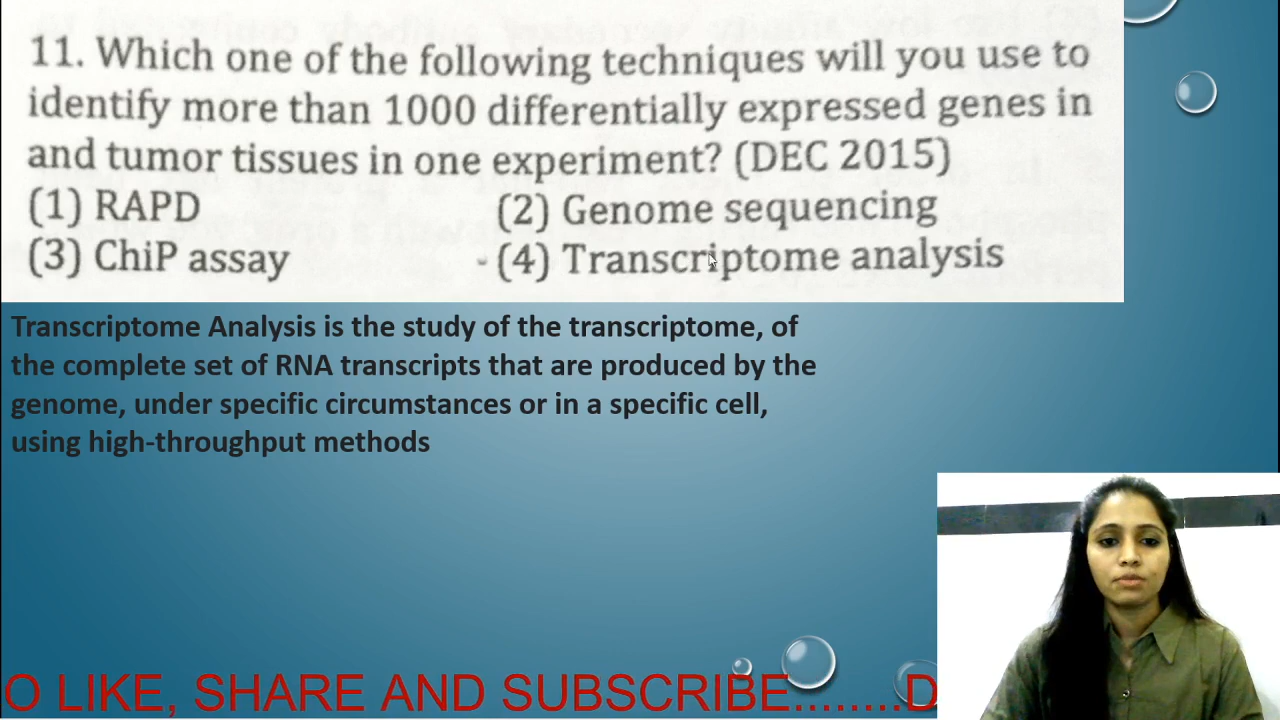 11. Which one of the following techniques will you use to
identify more than 1000 differentially expressed genes in
and tumor tissues in one experiment? (DEC 2015)
(1) RAPD (2) Genome sequencing
(3) ChiP assay (4) Transcriptome analysis
Transcriptome Analysis is the study of the transcriptome, of
the complete set of RNA transcripts that are produced by the
genome, under specific circumstances or in a specific cell,
using high-throughput methods
O LIKE, SHARE AND SUBSCRIBE........D